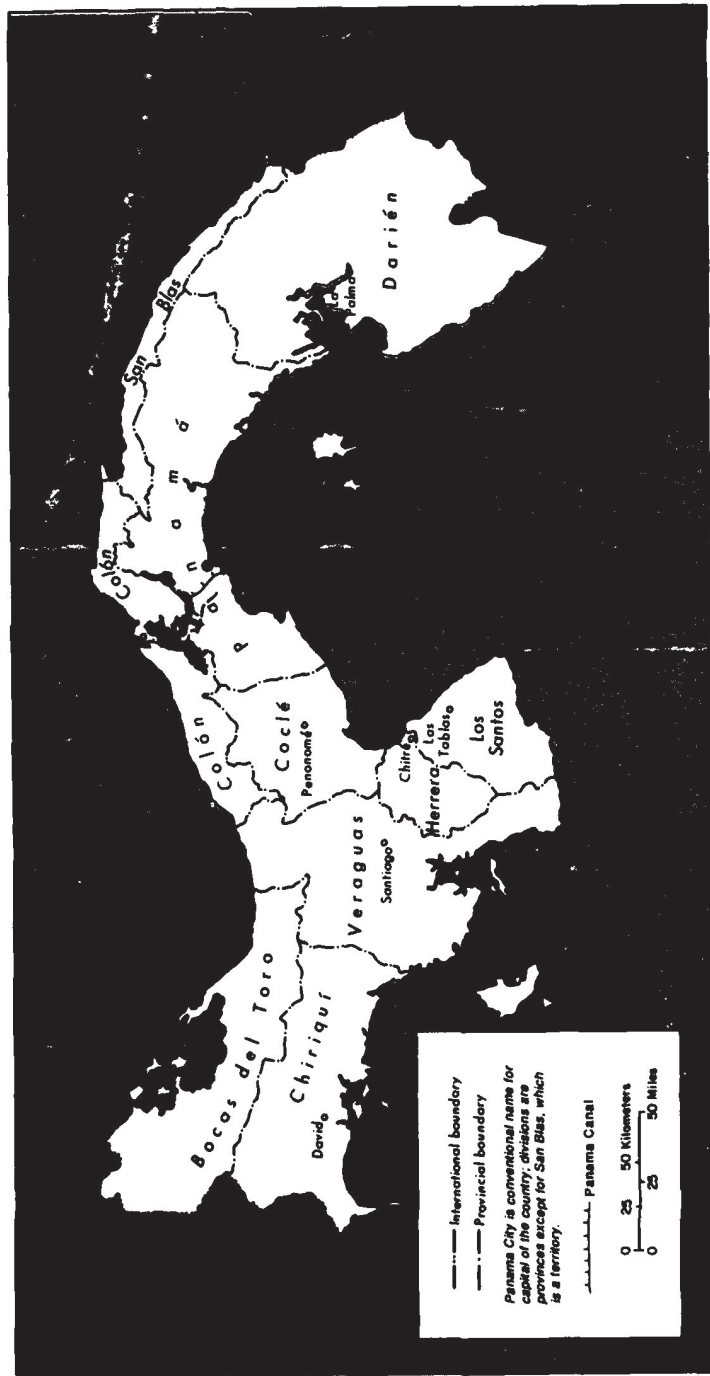 Bocas del Toro
Chiriquí
David
Veraguas
Santiago
Colón
Coclé
Penonomé
Chitré
Herrera
Las
Tablas
Los
Santos
Colón
Panamá
San Blas
La
Palma
Darién
International boundary
Provincial boundary
Panama City is conventional name for
capital of the country; divisions are
provinces except for San Blas, which
is a territory.
Panama Canal
0 25 50 Kilometers
0 25 50 Miles